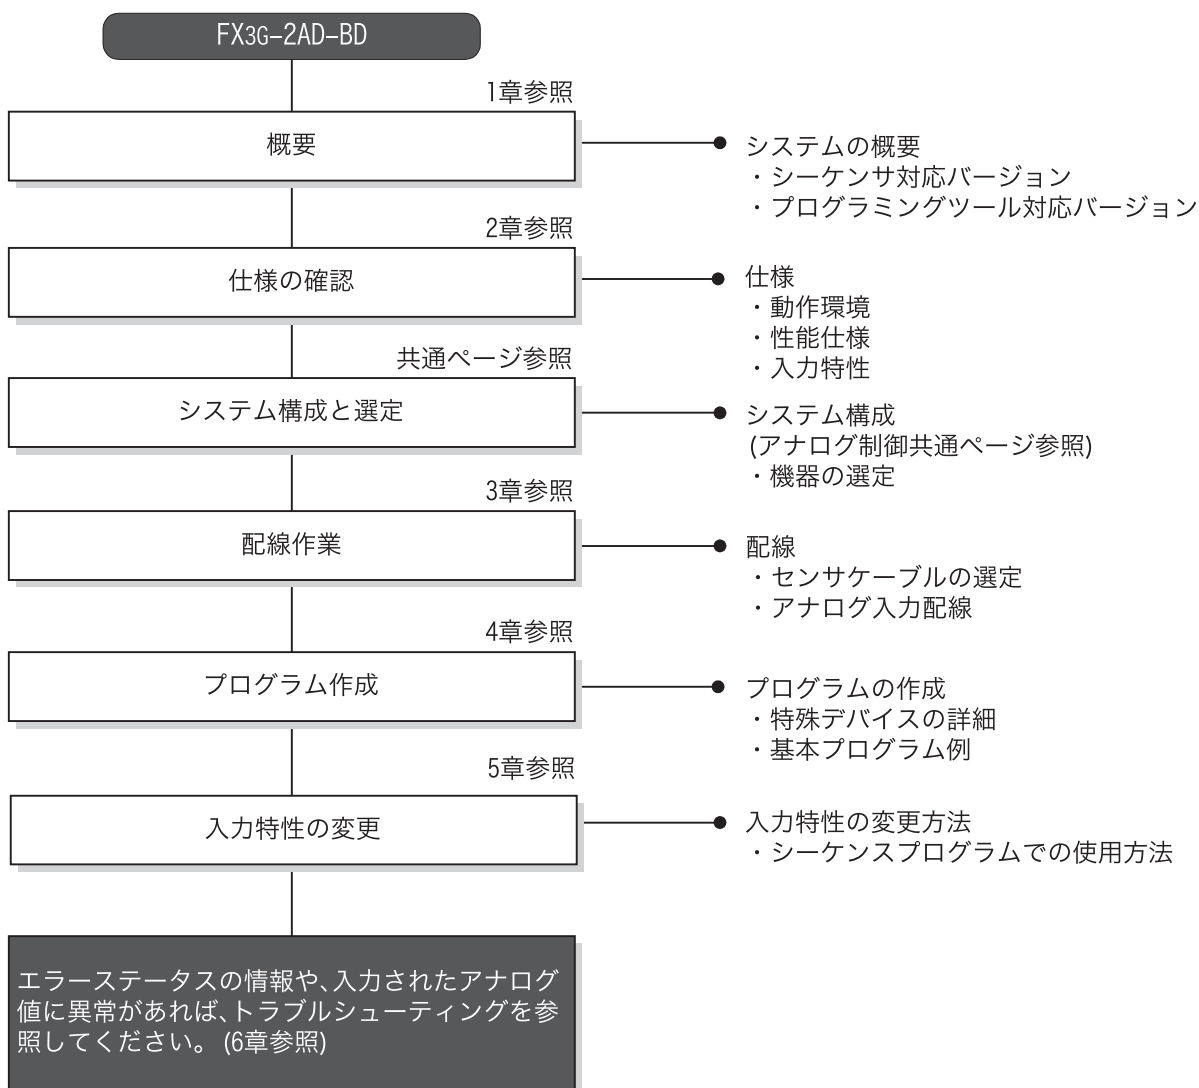 FX3G-2AD-BD
1章参照
概要
システムの概要
・シーケンサ対応バージョン
・プログラミングツール対応バージョン
2章参照
仕様の確認
仕様
・動作環境
・性能仕様
・入力特性
共通ページ参照
システム構成と選定
システム構成
(アナログ制御共通ページ参照)
・機器の選定
3章参照
配線作業
配線
・センサケーブルの選定
・アナログ入力配線
4章参照
プログラム作成
プログラムの作成
・特殊デバイスの詳細
・基本プログラム例
5章参照
入力特性の変更
入力特性の変更方法
・シーケンスプログラムでの使用方法
エラーステータスの情報や、入力されたアナログ
値に異常があれば、トラブルシューティングを参
照してください。 (6章参照)